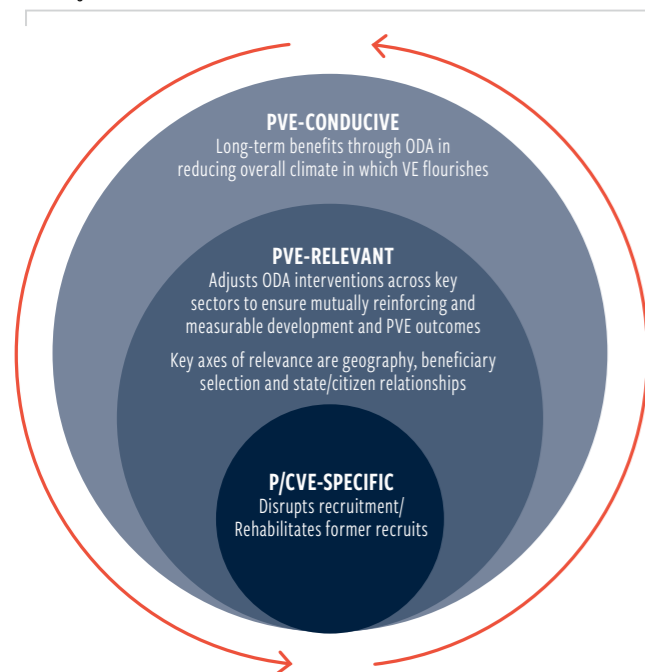 PVE-CONDUCIVE
Long-term benefits through ODA in
reducing overall climate in which VE flourishes
PVE-RELEVANT
Adjusts ODA interventions across key
sectors to ensure mutually reinforcing and
measurable development and PVE outcomes
Key axes of relevance are geography, beneficiary
selection and state/citizen relationships
P/CVE-SPECIFIC
Disrupts recruitment/
Rehabilitates former recruits